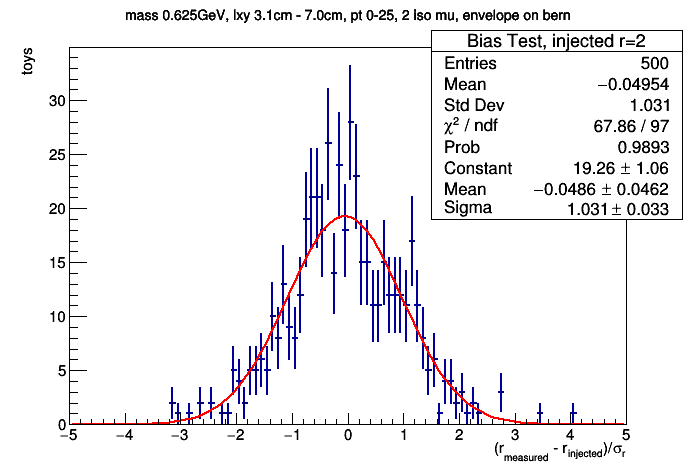 mass 0.625GeV, lxy 3.1cm - 7.0cm, pt 0-25, 2 iso mu, envelope on bern
toys
Bias Test, injected r=2
Entries 500
Mean −0.04954
Std Dev 1.031
χ² / ndf 67.86 / 97
Prob 0.9893
Constant 19.26 ± 1.06
Mean −0.0486 ± 0.0462
Sigma 1.031 ± 0.033
30
25
20
15
10
5
0
−5 −4 −3 −2 −1 0 1 2 3 4 5
(r_measured - r_injected)/σ_r